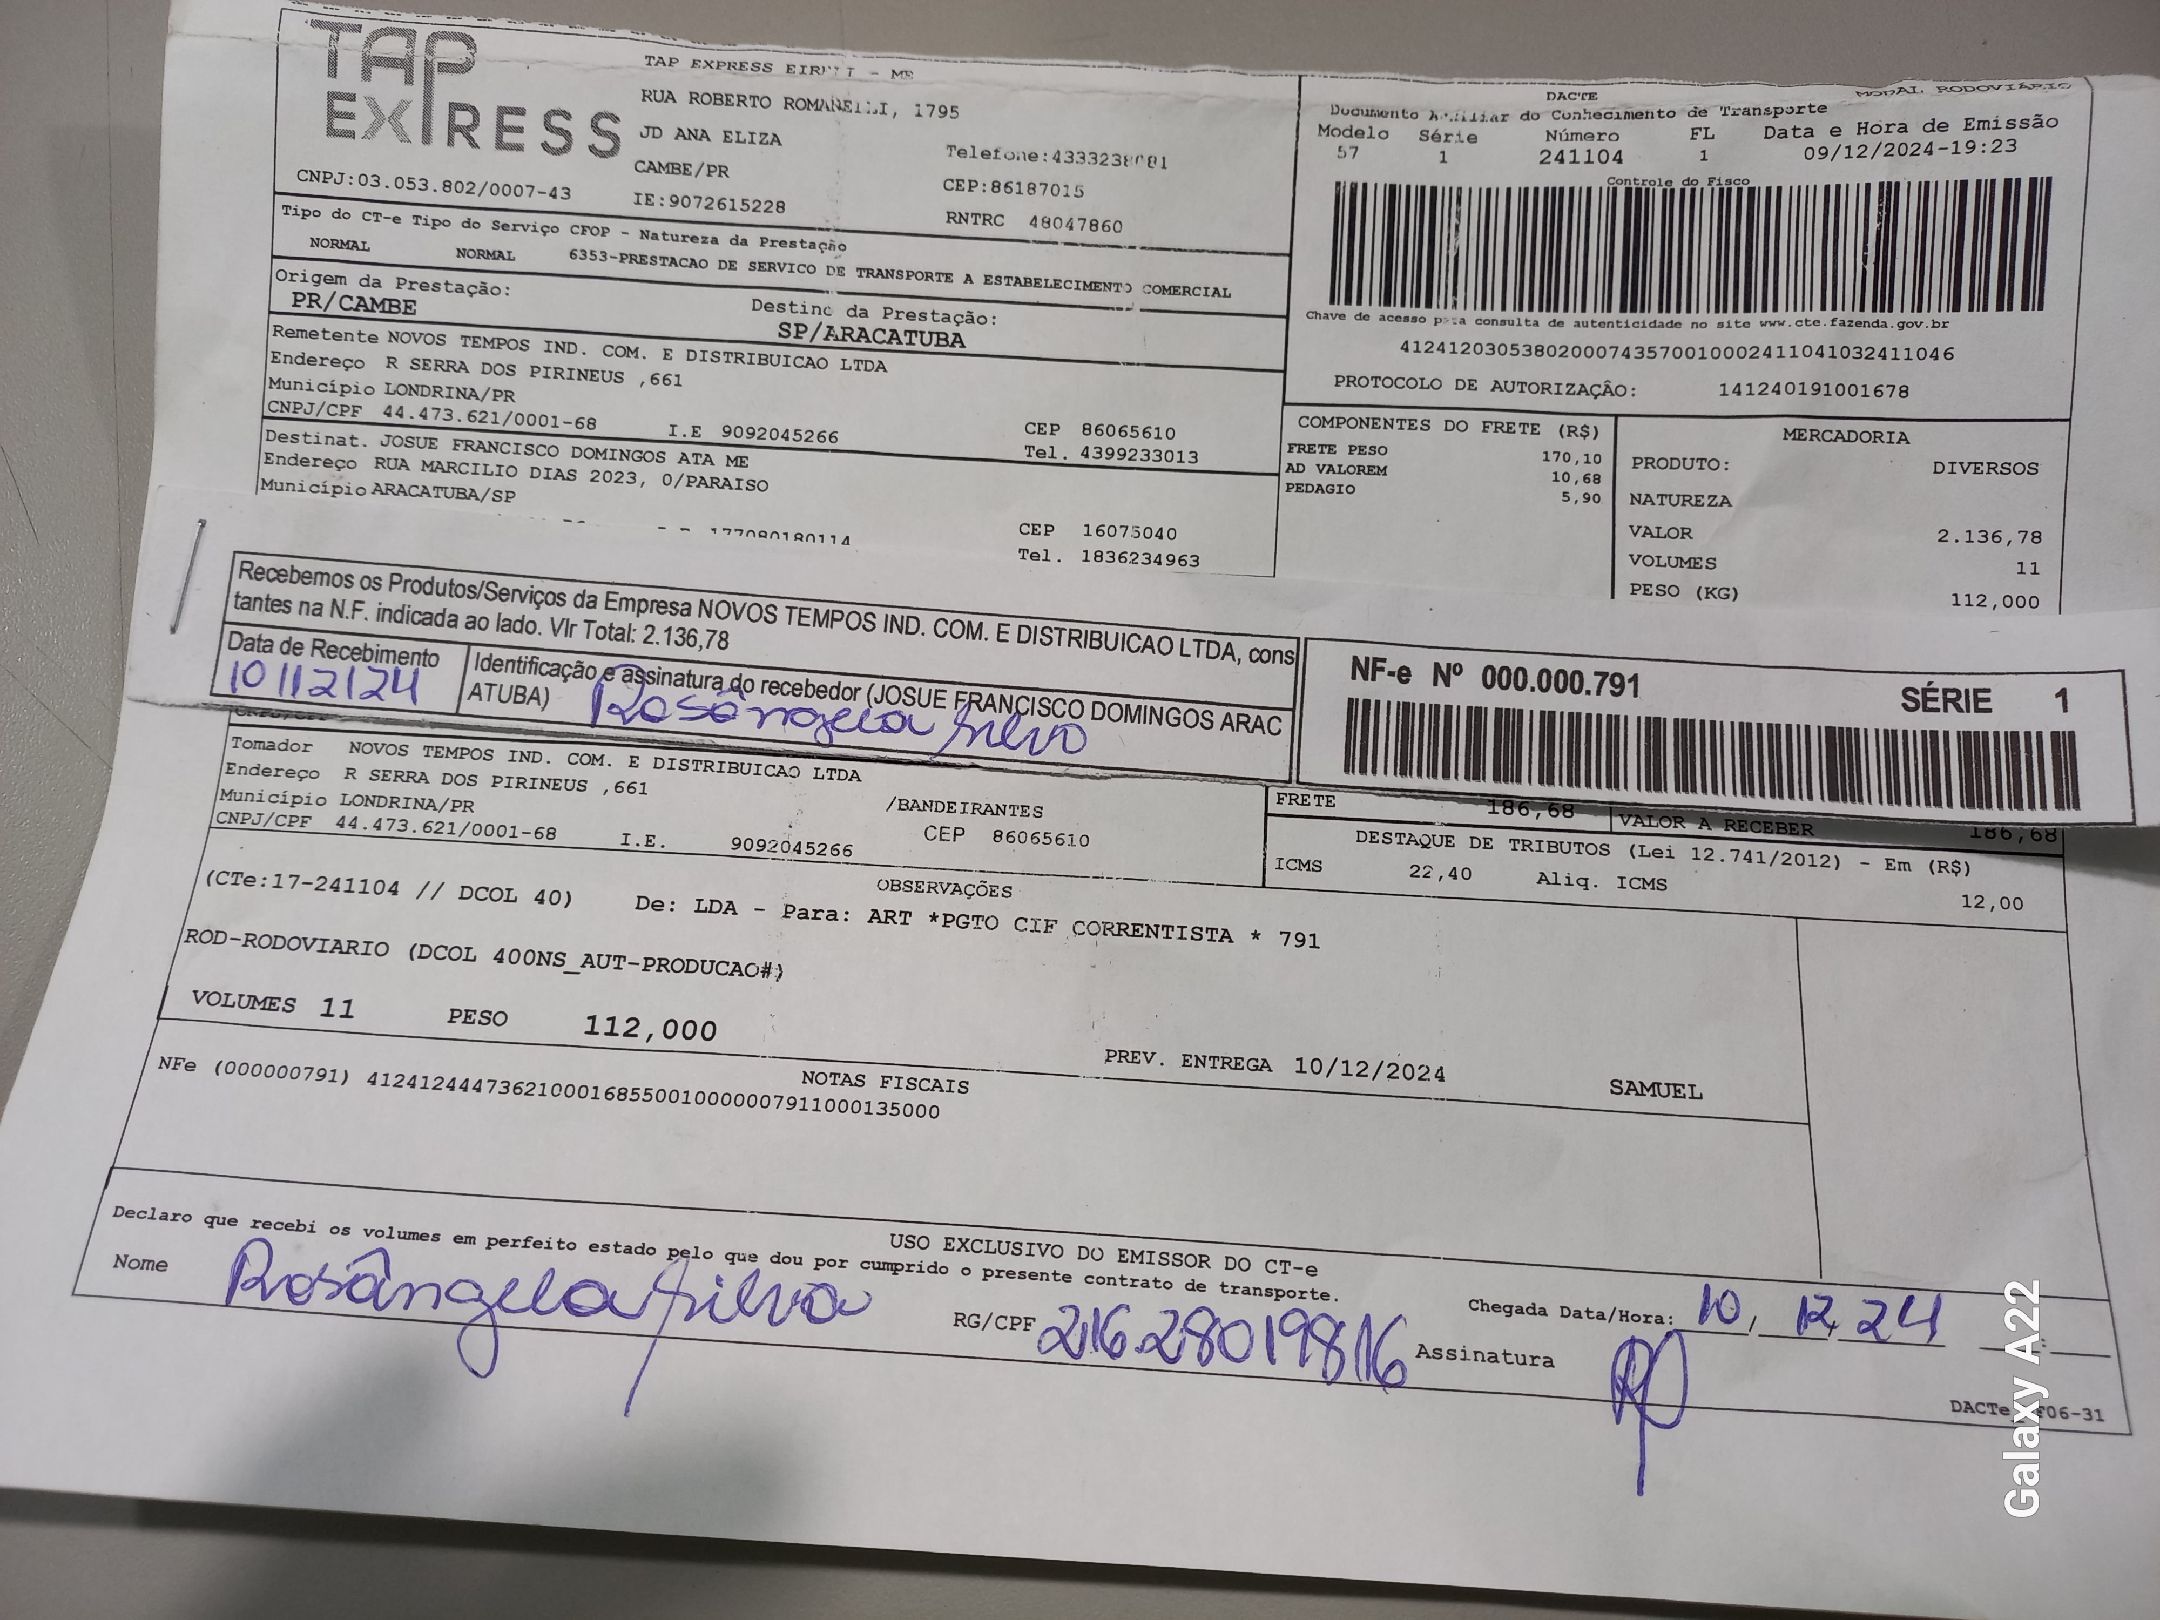 TAP
EXPRESS
CNPJ:03.053.802/0007-43
TAP EXPRESS - ME
RUA ROBERTO ROMANELLI, 1795
JD ANA ELIZA
CAMBE/PR
IE:9072615228
Telefone:4333238081
CEP:86187015
RNTRC 48047860
MODAL RODOVIÁRIO
DACTE
Documento Auxiliar do Conhecimento de Transporte
Modelo Série Número FL Data e Hora de Emissão
57 1 241104 1 09/12/2024-19:23
Controle do Fisco
Chave de acesso para consulta de autenticidade no site www.cte.fazenda.gov.br
41241203053802000743570010002411041032411046
PROTOCOLO DE AUTORIZAÇÃO: 141240191001678
Tipo do CT-e Tipo do Serviço CFOP - Natureza da Prestação
NORMAL NORMAL 6353-PRESTACAO DE SERVICO DE TRANSPORTE A ESTABELECIMENTO COMERCIAL
Origem da Prestação: Destino da Prestação:
PR/CAMBE SP/ARACATUBA
Remetente NOVOS TEMPOS IND. COM. E DISTRIBUICAO LTDA
Endereço R SERRA DOS PIRINEUS ,661
Município LONDRINA/PR
CNPJ/CPF 44.473.621/0001-68 I.E 9092045266
CEP 86065610
Tel. 4399233013
Destinat. JOSUE FRANCISCO DOMINGOS ATA ME
Endereço RUA MARCILIO DIAS 2023, 0/PARAISO
Município ARACATUBA/SP
177080180114
CEP 16075040
Tel. 1836234963
COMPONENTES DO FRETE (R$)
FRETE PESO 170,10
AD VALOREM 10,68
PEDAGIO 5,90
MERCADORIA
PRODUTO: DIVERSOS
NATUREZA
VALOR 2.136,78
VOLUMES 11
PESO (KG) 112,000
Recebemos os Produtos/Serviços da Empresa NOVOS TEMPOS IND. COM. E DISTRIBUICAO LTDA, cons
tantes na N.F. indicada ao lado. Vlr Total: 2.136,78
Data de Recebimento
10/12/24
Identificação e assinatura do recebedor (JOSUE FRANCISCO DOMINGOS ARAC
ATUBA)
Rosângela Silva
NF-e Nº 000.000.791
SÉRIE 1
CNPJ/CPF
Tomador NOVOS TEMPOS IND. COM. E DISTRIBUICAO LTDA
Endereço R SERRA DOS PIRINEUS ,661
/BANDEIRANTES
Município LONDRINA/PR
CEP 86065610
CNPJ/CPF 44.473.621/0001-68 I.E. 9092045266
FRETE 186,68 VALOR A RECEBER 186,68
DESTAQUE DE TRIBUTOS (Lei 12.741/2012) - Em (R$)
ICMS 22,40 Aliq. ICMS 12,00
OBSERVAÇÕES
(CTe:17-241104 // DCOL 40) De: LDA - Para: ART *PGTO CIF CORRENTISTA * 791
ROD-RODOVIARIO (DCOL 400NS_AUT-PRODUCAO#)
VOLUMES 11 PESO 112,000
PREV. ENTREGA 10/12/2024 SAMUEL
NOTAS FISCAIS
NFe (000000791) 41241244473621000168550010000007911000135000
USO EXCLUSIVO DO EMISSOR DO CT-e
Declaro que recebi os volumes em perfeito estado pelo que dou por cumprido o presente contrato de transporte.
Nome Rosângela Silva
RG/CPF 216.280198/16
Chegada Data/Hora: 10, 12, 24
Assinatura
DACTe F06-31
Galaxy A22